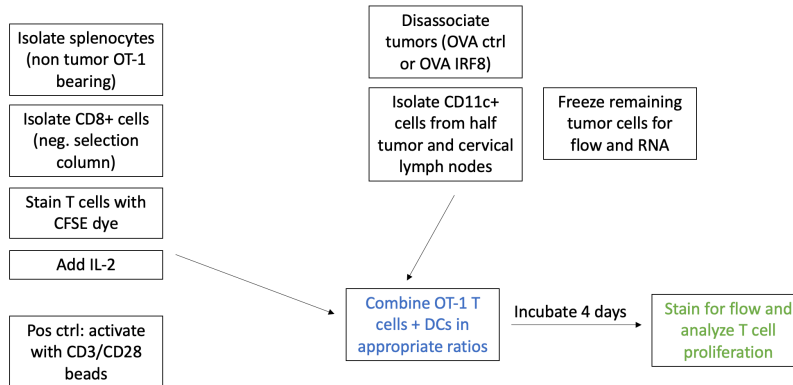 Isolate splenocytes
(non tumor OT-1
bearing)
Isolate CD8+ cells
(neg. selection
column)
Stain T cells with
CFSE dye
Add IL-2
Pos ctrl: activate
with CD3/CD28
beads
Disassociate
tumors (OVA ctrl
or OVA IRF8)
Isolate CD11c+
cells from half
tumor and cervical
lymph nodes
Freeze remaining
tumor cells for
flow and RNA
Combine OT-1 T
cells + DCs in
appropriate ratios
Incubate 4 days
Stain for flow and
analyze T cell
proliferation